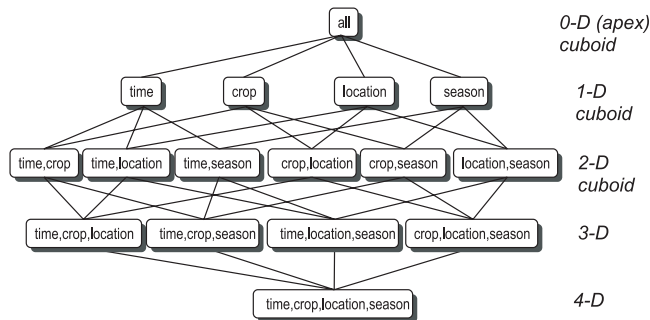 all
0-D (apex)
cuboid
time
crop
location
season
1-D
cuboid
time,crop
time,location
time,season
crop,location
crop,season
location,season
2-D
cuboid
time,crop,location
time,crop,season
time,location,season
crop,location,season
3-D
time,crop,location,season
4-D